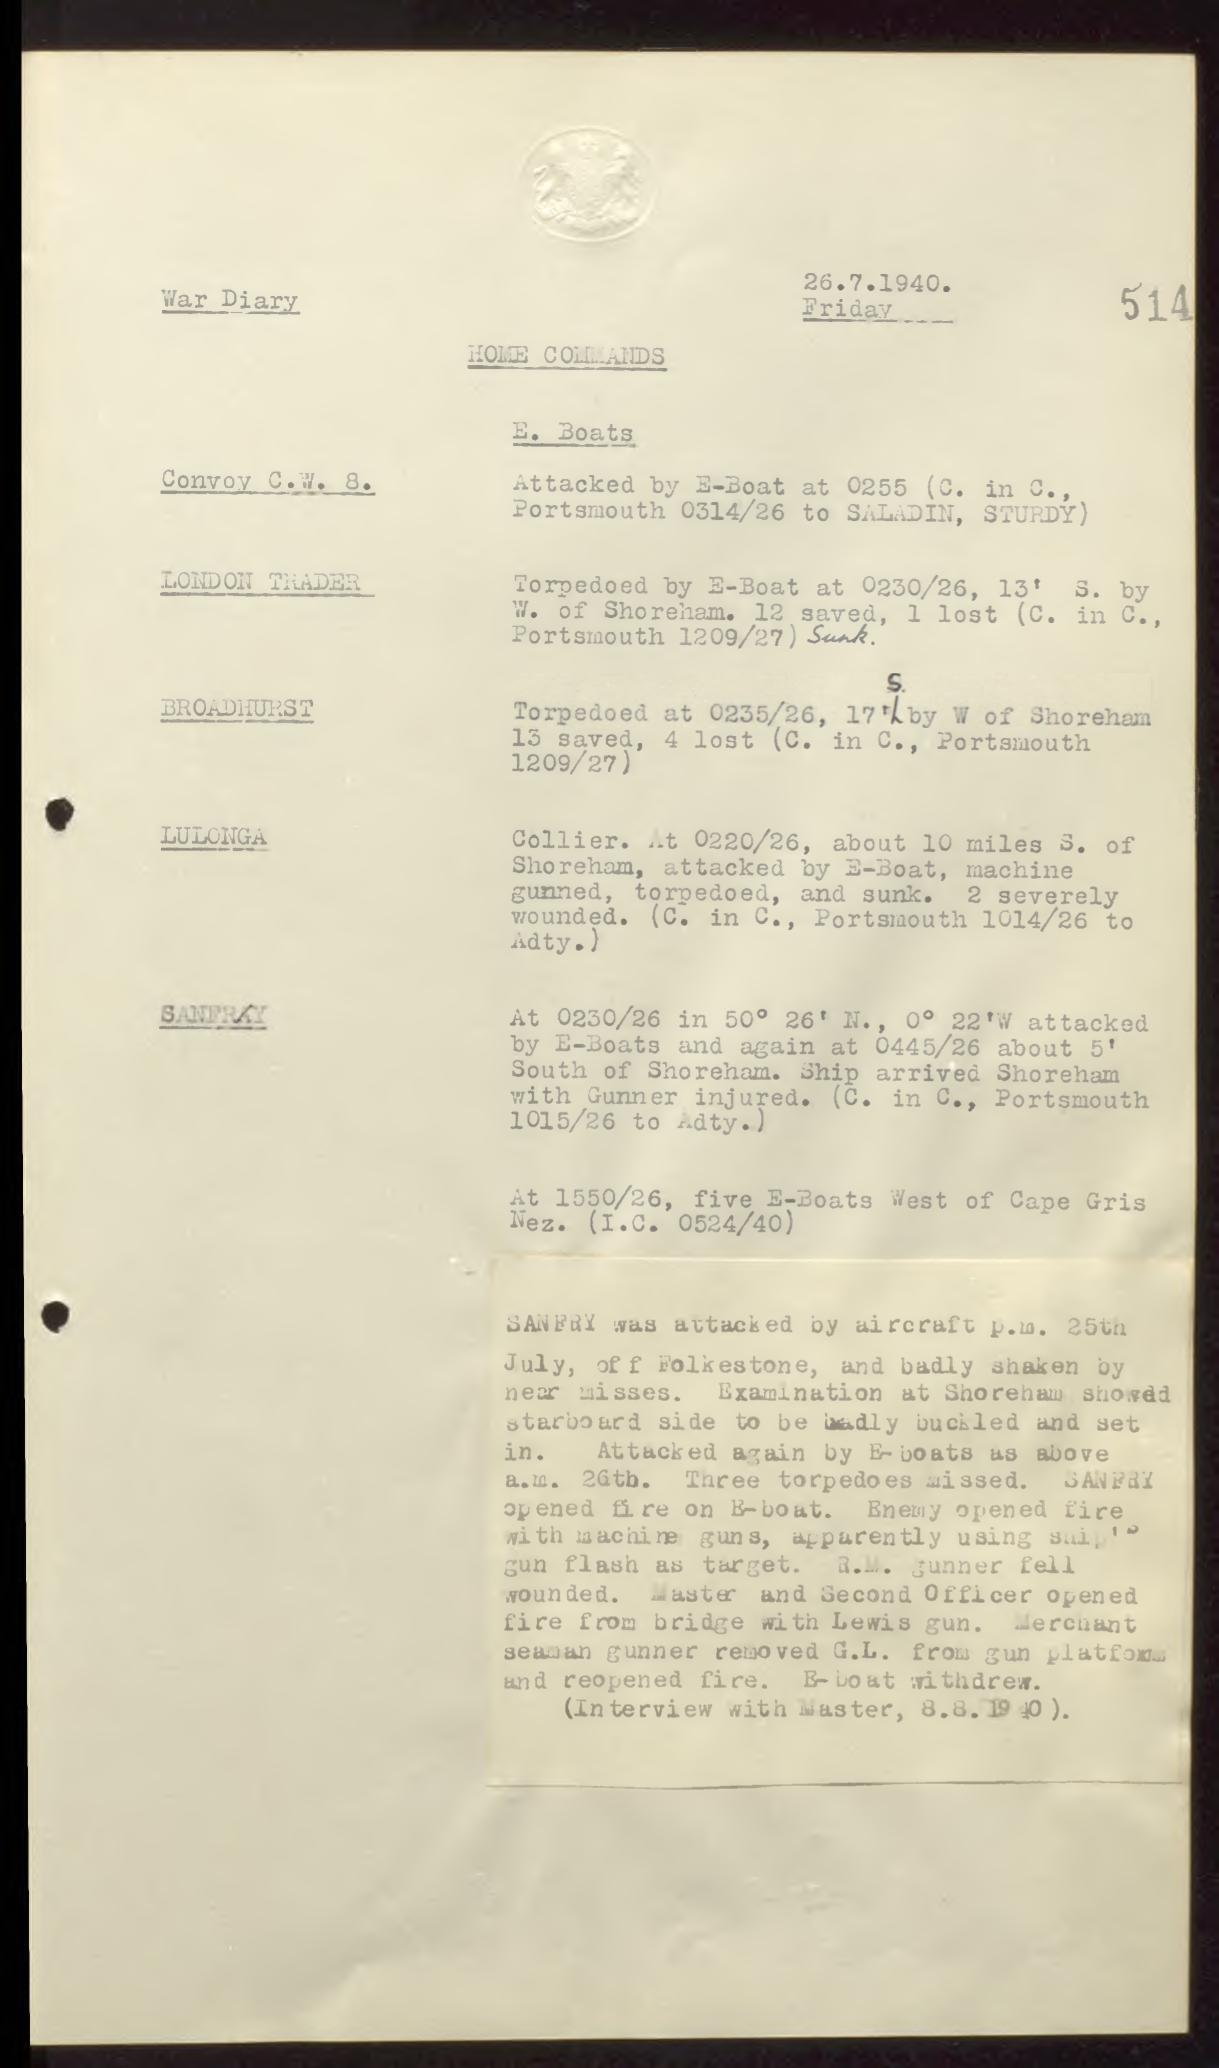 War Diary
26.7.1940.
Friday
514
HOME COMMANDS
E. Boats
Convoy C.W. 8.
Attacked by E-Boat at 0255 (C. in C.,
Portsmouth 0314/26 to SALADIN, STURDY)
LONDON TRADER
Torpedoed by E-Boat at 0230/26, 13' S. by
W. of Shoreham. 12 saved, 1 lost (C. in C.,
Portsmouth 1209/27) Sunk.
BROADHURST
S.
Torpedoed at 0235/26, 17' by W of Shoreham
13 saved, 4 lost (C. in C., Portsmouth
1209/27)
LULONGA
Collier. At 0220/26, about 10 miles S. of
Shoreham, attacked by E-Boat, machine
gunned, torpedoed, and sunk. 2 severely
wounded. (C. in C., Portsmouth 1014/26 to
Adty.)
SANFRAY
At 0230/26 in 50° 26' N., 0° 22'W attacked
by E-Boats and again at 0445/26 about 5'
South of Shoreham. Ship arrived Shoreham
with Gunner injured. (C. in C., Portsmouth
1015/26 to Adty.)
At 1550/26, five E-Boats West of Cape Gris
Nez. (I.C. 0524/40)
SANFRY was attacked by aircraft p.m. 25th
July, off Folkestone, and badly shaken by
near misses. Examination at Shoreham showed
starboard side to be badly buckled and set
in. Attacked again by E-boats as above
a.m. 26th. Three torpedoes missed. SANFRY
opened fire on E-boat. Enemy opened fire
with machine guns, apparently using ship's
gun flash as target. R.M. gunner fell
wounded. Master and Second Officer opened
fire from bridge with Lewis gun. Merchant
seaman gunner removed G.L. from gun platform
and reopened fire. E-boat withdrew.
(Interview with Master, 8.8.1940).